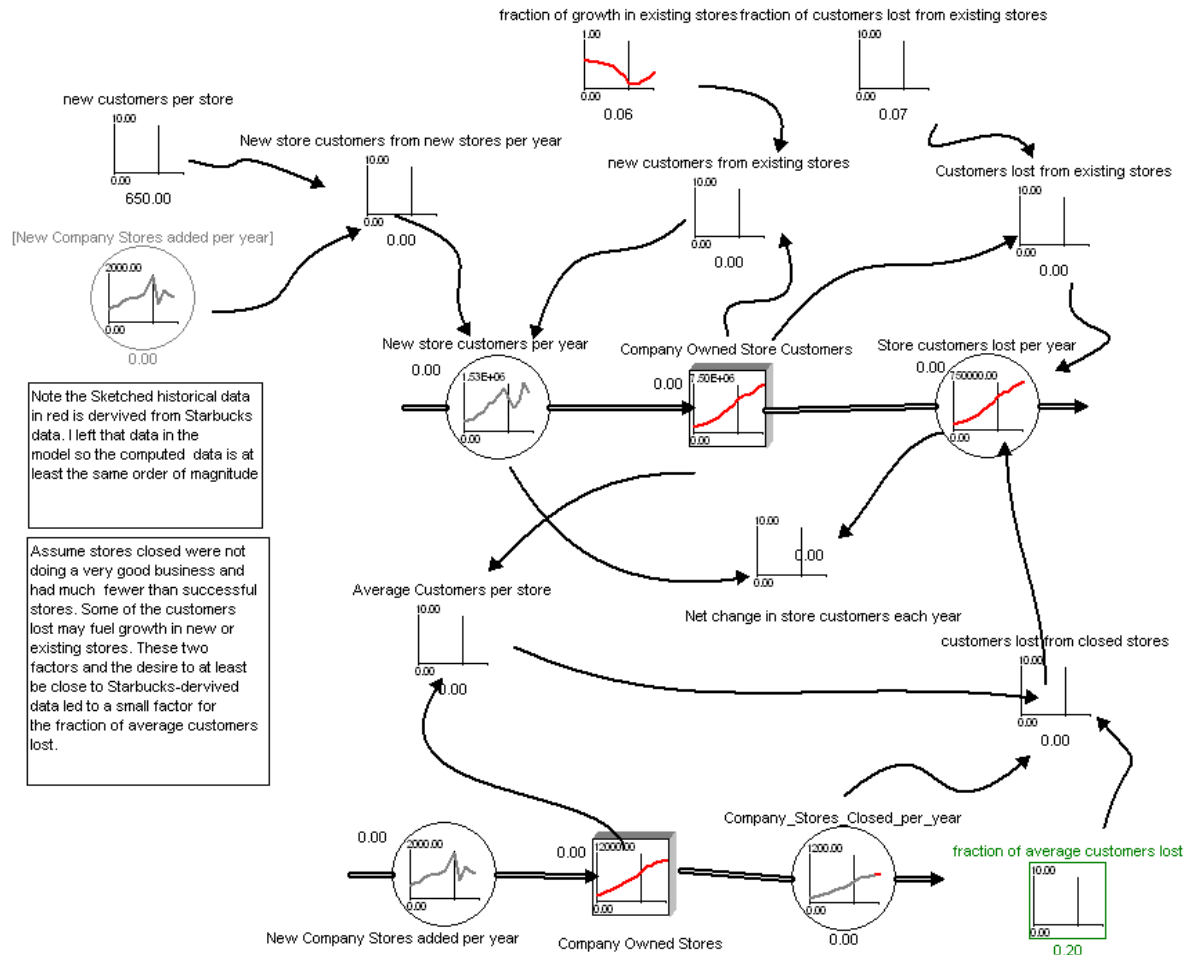 fraction of growth in existing stores
fraction of customers lost from existing stores
1.00
0.00
0.06
10.00
0.00
0.07
new customers per store
10.00
0.00
650.00
New store customers from new stores per year
10.00
0.00
0.00
new customers from existing stores
10.00
0.00
0.00
Customers lost from existing stores
10.00
0.00
0.00
[New Company Stores added per year]
2000.00
0.00
0.00
New store customers per year
0.00
1.53E+06
0.00
Company Owned Store Customers
0.00
7.50E+06
0.00
Store customers lost per year
0.00
750000.00
0.00
Note the Sketched historical data
in red is dervived from Starbucks
data. I left that data in the
model so the computed data is at
least the same order of magnitude
Assume stores closed were not
doing a very good business and
had much fewer than successful
stores. Some of the customers
lost may fuel growth in new or
existing stores. These two
factors and the desire to at least
be close to Starbucks-dervived
data led to a small factor for
the fraction of average customers
lost.
10.00
0.00
0.00
Net change in store customers each year
Average Customers per store
10.00
0.00
0.00
customers lost from closed stores
10.00
0.00
0.00
0.00
2000.00
0.00
New Company Stores added per year
0.00
12000.00
0.00
Company Owned Stores
Company_Stores_Closed_per_year
1200.00
0.00
0.00
fraction of average customers lost
10.00
0.00
0.20